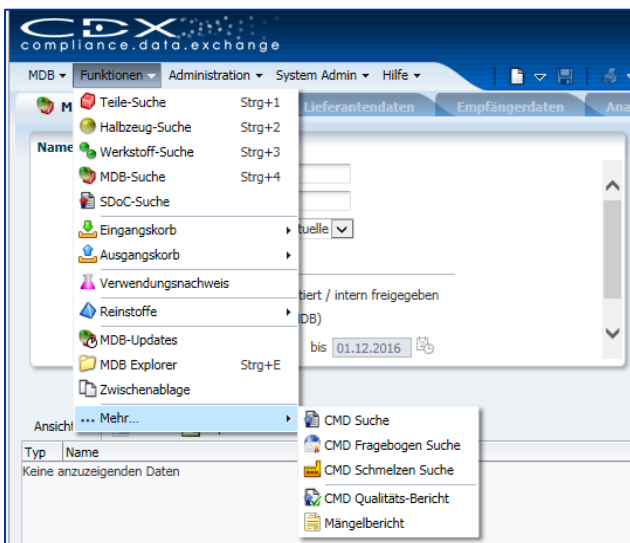 CDX
compliance.data.exchange
MDB Funktionen Administration System Admin Hilfe
M Lieferantendaten Empfängerdaten Ana
Teile-Suche Strg+1
Halbzeug-Suche Strg+2
Name
Werkstoff-Suche Strg+3
MDB-Suche Strg+4
SDoC-Suche
Eingangskorb tuelle
Ausgangskorb
Verwendungsnachweis
tiert / intern freigegeben
Reinstoffe
DB)
MDB-Updates
bis 01.12.2016
MDB Explorer Strg+E
Zwischenablage
... Mehr...
CMD Suche
Ansicht
CMD Fragebogen Suche
Typ Name
Keine anzuzeigenden Daten
CMD Schmelzen Suche
CMD Qualitäts-Bericht
Mängelbericht